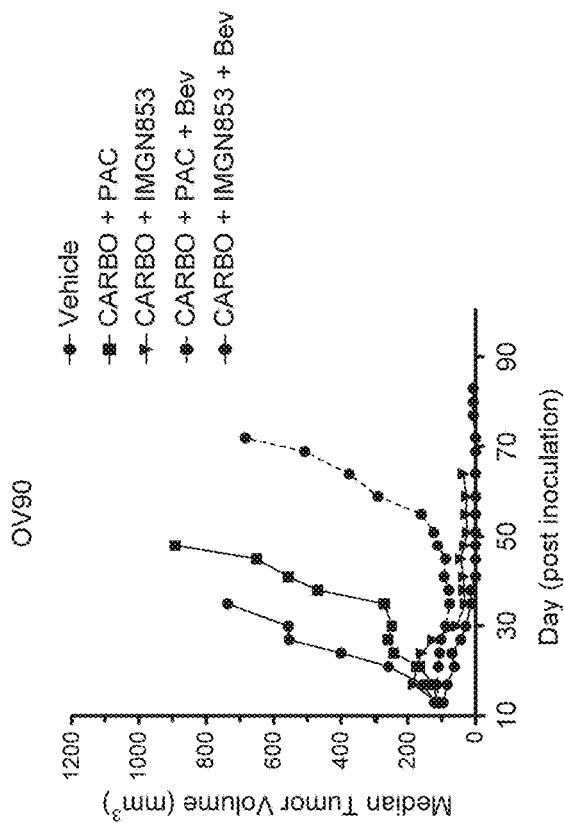 OV90
Vehicle
CARBO + PAC
CARBO + IMGN853
CARBO + PAC + Bev
CARBO + IMGN853 + Bev
Median Tumor Volume (mm³)
1200
1000
800
600
400
200
0
10
30
50
70
90
Day (post inoculation)